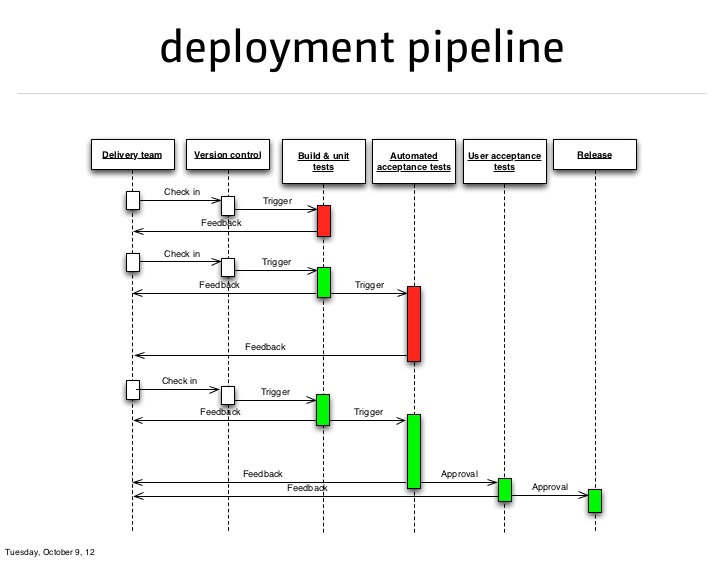 deployment pipeline
Delivery team
Version control
Build & unit
tests
Automated
acceptance tests
User acceptance
tests
Release
Check in
Trigger
Feedback
Check in
Trigger
Feedback
Trigger
Feedback
Check in
Trigger
Feedback
Trigger
Feedback
Approval
Feedback
Approval
Tuesday, October 9, 12